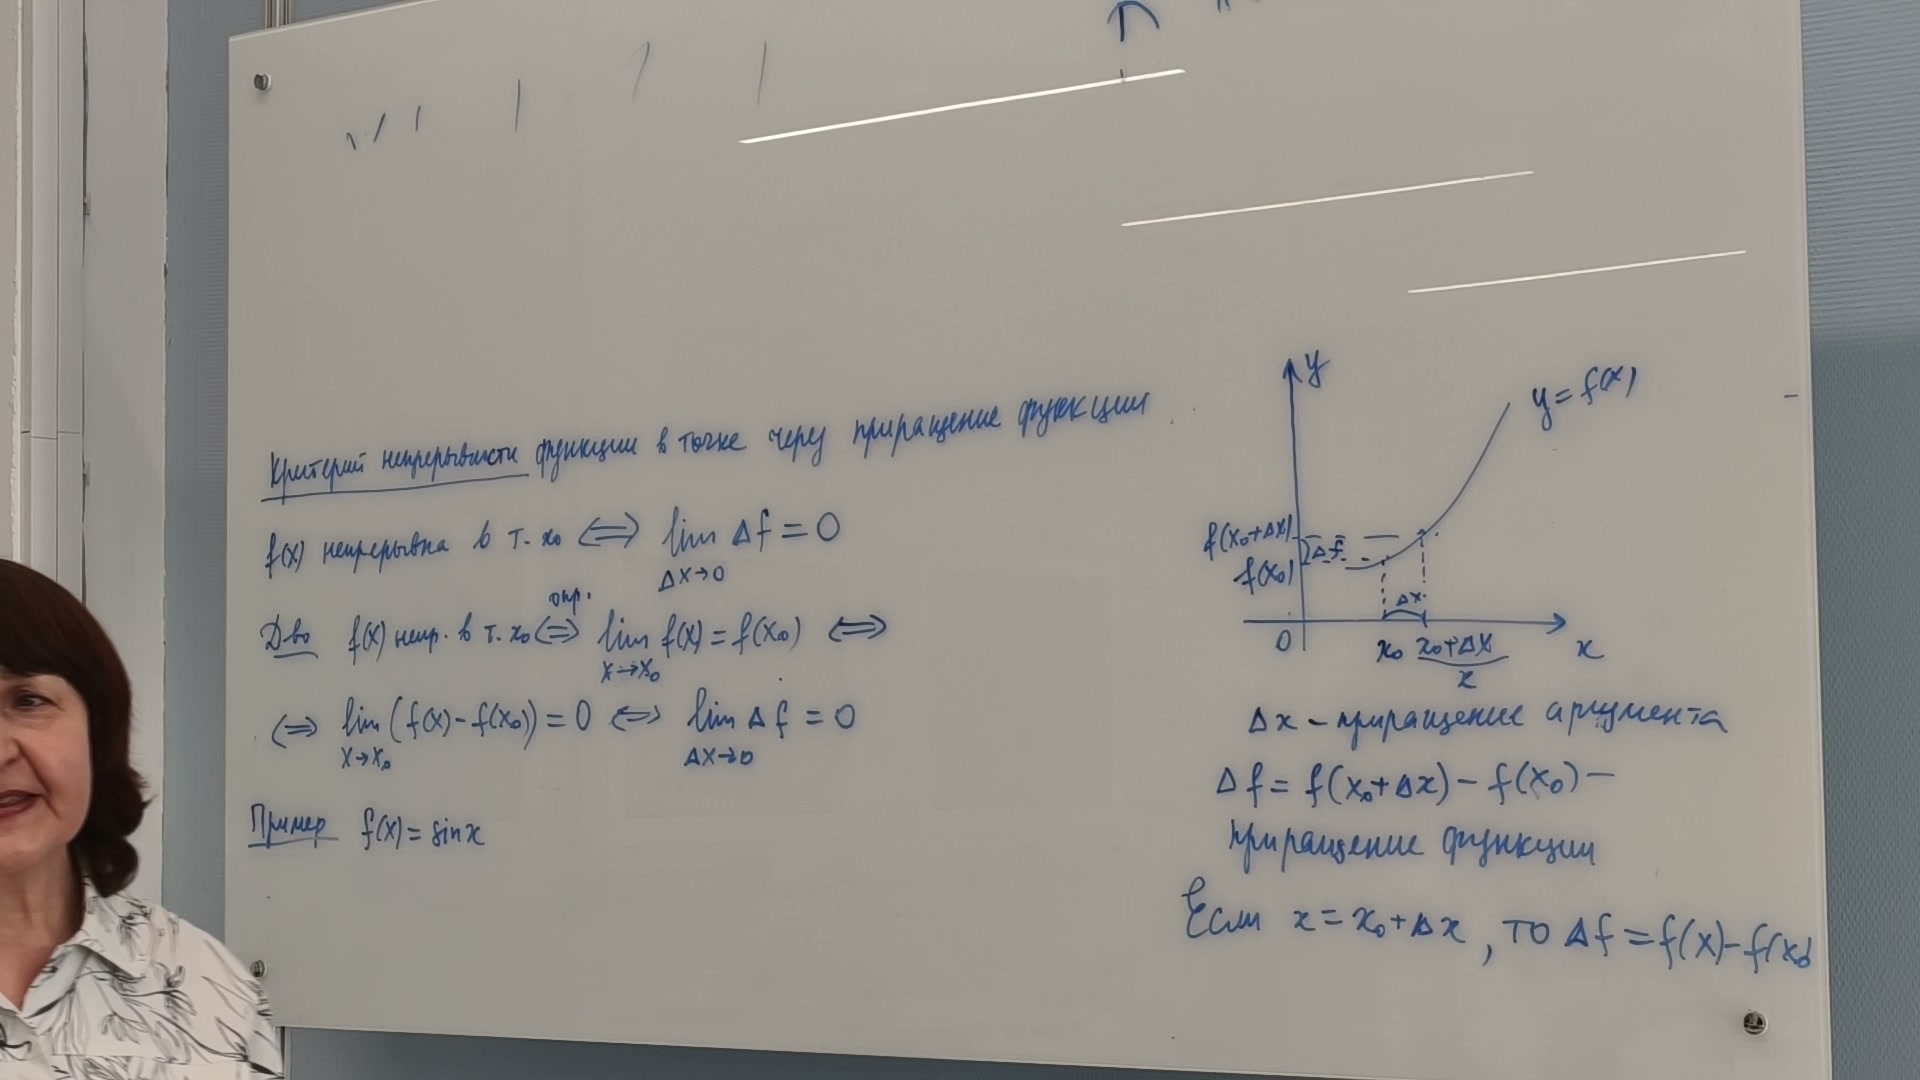 Критерий непрерывности функции в точке через приращение функции
f(x) непрерывна в т. x₀ ⟺ lim Δf = 0
Δx→0
опр.
Д-во f(x) непр. в т. x₀ ⟺ lim f(x) = f(x₀) ⟺
x→x₀
⟺ lim (f(x) - f(x₀)) = 0 ⟺ lim Δf = 0
x→x₀ Δx→0
Пример f(x) = sin x
y
y = f(x)
f(x₀+Δx)
Δf
f(x₀)
Δx
0 x₀ x₀+Δx x
x
Δx – приращение аргумента
Δf = f(x₀+Δx) – f(x₀) –
приращение функции
Если x = x₀ + Δx, то Δf = f(x) - f(x₀